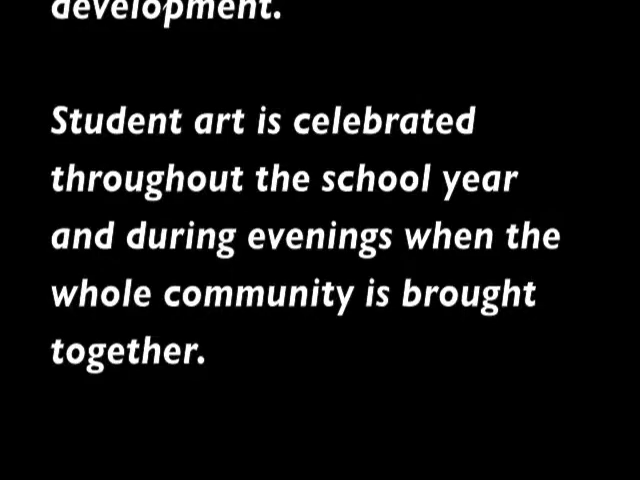 development.
Student art is celebrated
throughout the school year
and during evenings when the
whole community is brought
together.